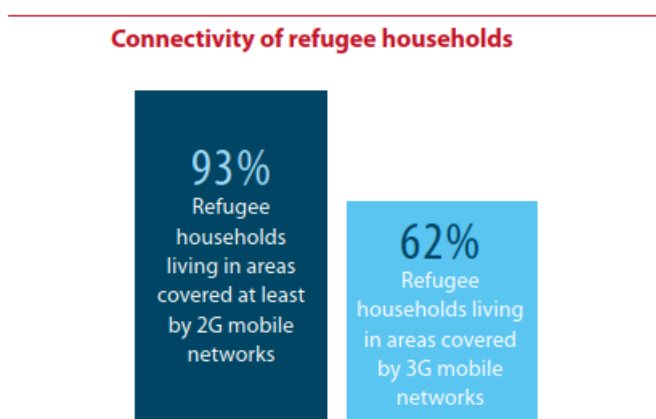 Connectivity of refugee households
93%
Refugee
households
living in areas
covered at least
by 2G mobile
networks
62%
Refugee
households living
in areas covered
by 3G mobile
networks